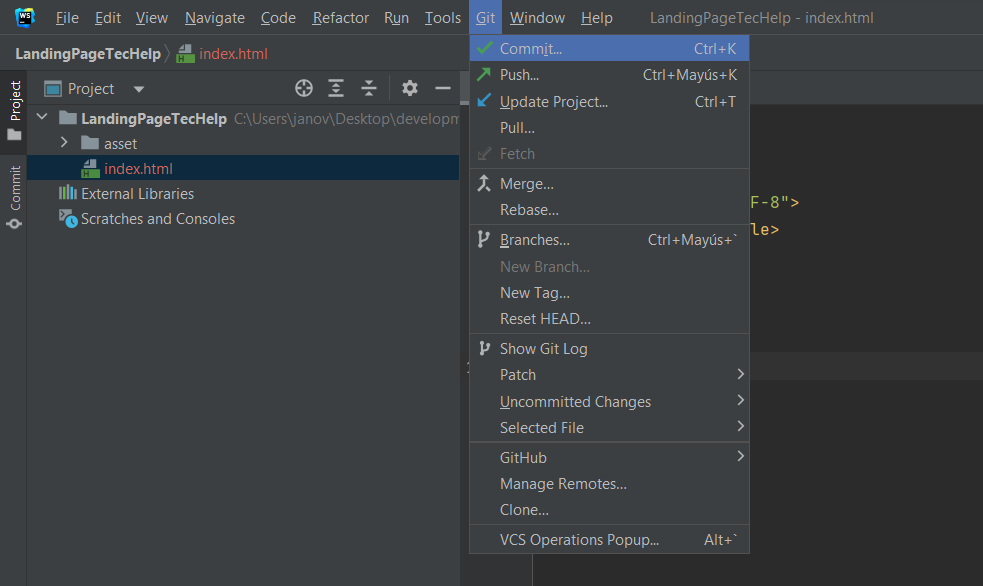 WS File Edit View Navigate Code Refactor Run Tools Git Window Help LandingPageTecHelp - index.html
LandingPageTecHelp index.html
Project
Commit
Project
LandingPageTecHelp C:\Users\janov\Desktop\developm
asset
index.html
External Libraries
Scratches and Consoles
Commit... Ctrl+K
Push... Ctrl+Mayús+K
Update Project... Ctrl+T
Pull...
Fetch
Merge...
Rebase...
Branches... Ctrl+Mayús+`
New Branch...
New Tag...
Reset HEAD...
Show Git Log
Patch
Uncommitted Changes
Selected File
GitHub
Manage Remotes...
Clone...
VCS Operations Popup... Alt+`
F-8">
le>